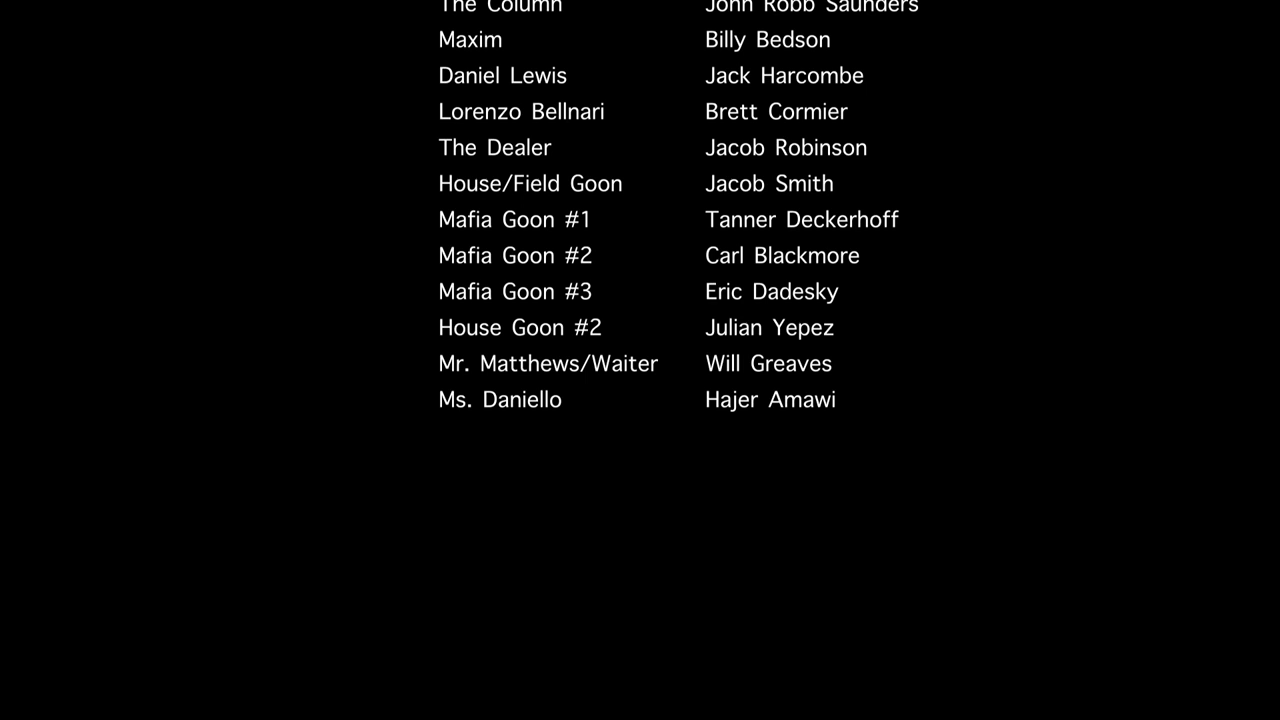 The Column John Robb Saunders
Maxim Billy Bedson
Daniel Lewis Jack Harcombe
Lorenzo Bellnari Brett Cormier
The Dealer Jacob Robinson
House/Field Goon Jacob Smith
Mafia Goon #1 Tanner Deckerhoff
Mafia Goon #2 Carl Blackmore
Mafia Goon #3 Eric Dadesky
House Goon #2 Julian Yepez
Mr. Matthews/Waiter Will Greaves
Ms. Daniello Hajer Amawi